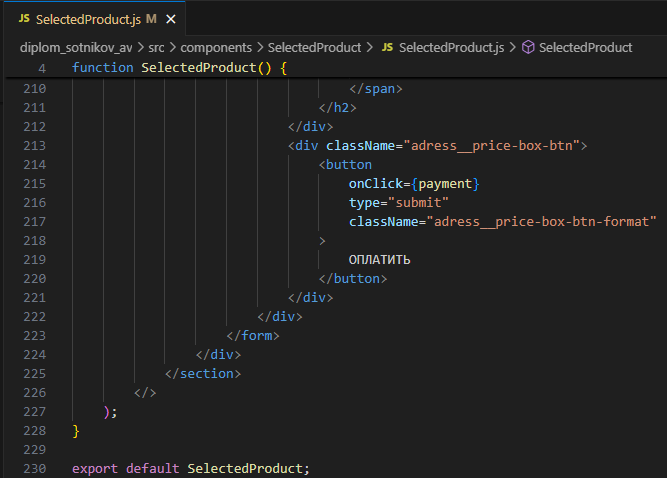 JS SelectedProduct.js M ×
diplom_sotnikov_av > src > components > SelectedProduct > JS SelectedProduct.js > SelectedProduct
4 function SelectedProduct() {
210 </span>
211 </h2>
212 </div>
213 <div className="adress__price-box-btn">
214 <button
215 onClick={payment}
216 type="submit"
217 className="adress__price-box-btn-format"
218 >
219 ОПЛАТИТЬ
220 </button>
221 </div>
222 </div>
223 </form>
224 </div>
225 </section>
226 </>
227 );
228 }
229
230 export default SelectedProduct;